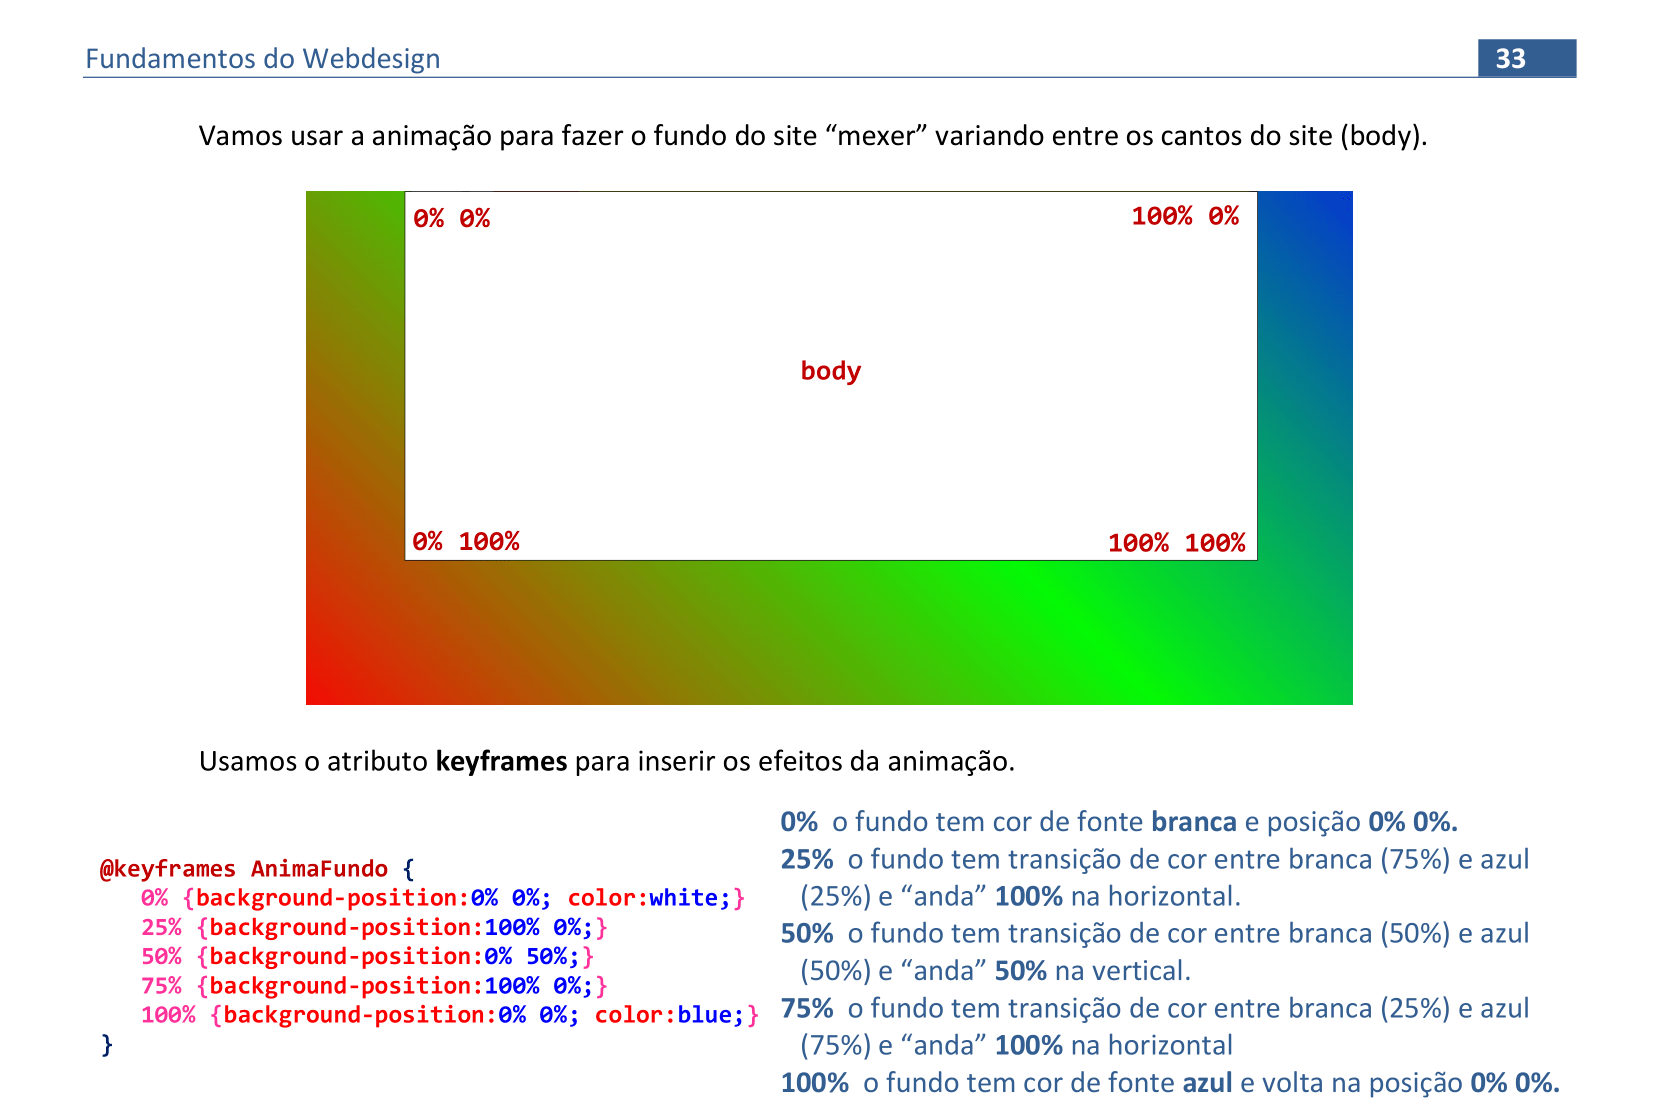 Fundamentos do Webdesign
33
Vamos usar a animação para fazer o fundo do site “mexer” variando entre os cantos do site (body).
0% 0%
100% 0%
body
0% 100%
100% 100%
Usamos o atributo keyframes para inserir os efeitos da animação.
@keyframes AnimaFundo {
0% {background-position:0% 0%; color:white;}
25% {background-position:100% 0%;}
50% {background-position:0% 50%;}
75% {background-position:100% 0%;}
100% {background-position:0% 0%; color:blue;}
}
0% o fundo tem cor de fonte branca e posição 0% 0%.
25% o fundo tem transição de cor entre branca (75%) e azul
(25%) e “anda” 100% na horizontal.
50% o fundo tem transição de cor entre branca (50%) e azul
(50%) e “anda” 50% na vertical.
75% o fundo tem transição de cor entre branca (25%) e azul
(75%) e “anda” 100% na horizontal
100% o fundo tem cor de fonte azul e volta na posição 0% 0%.